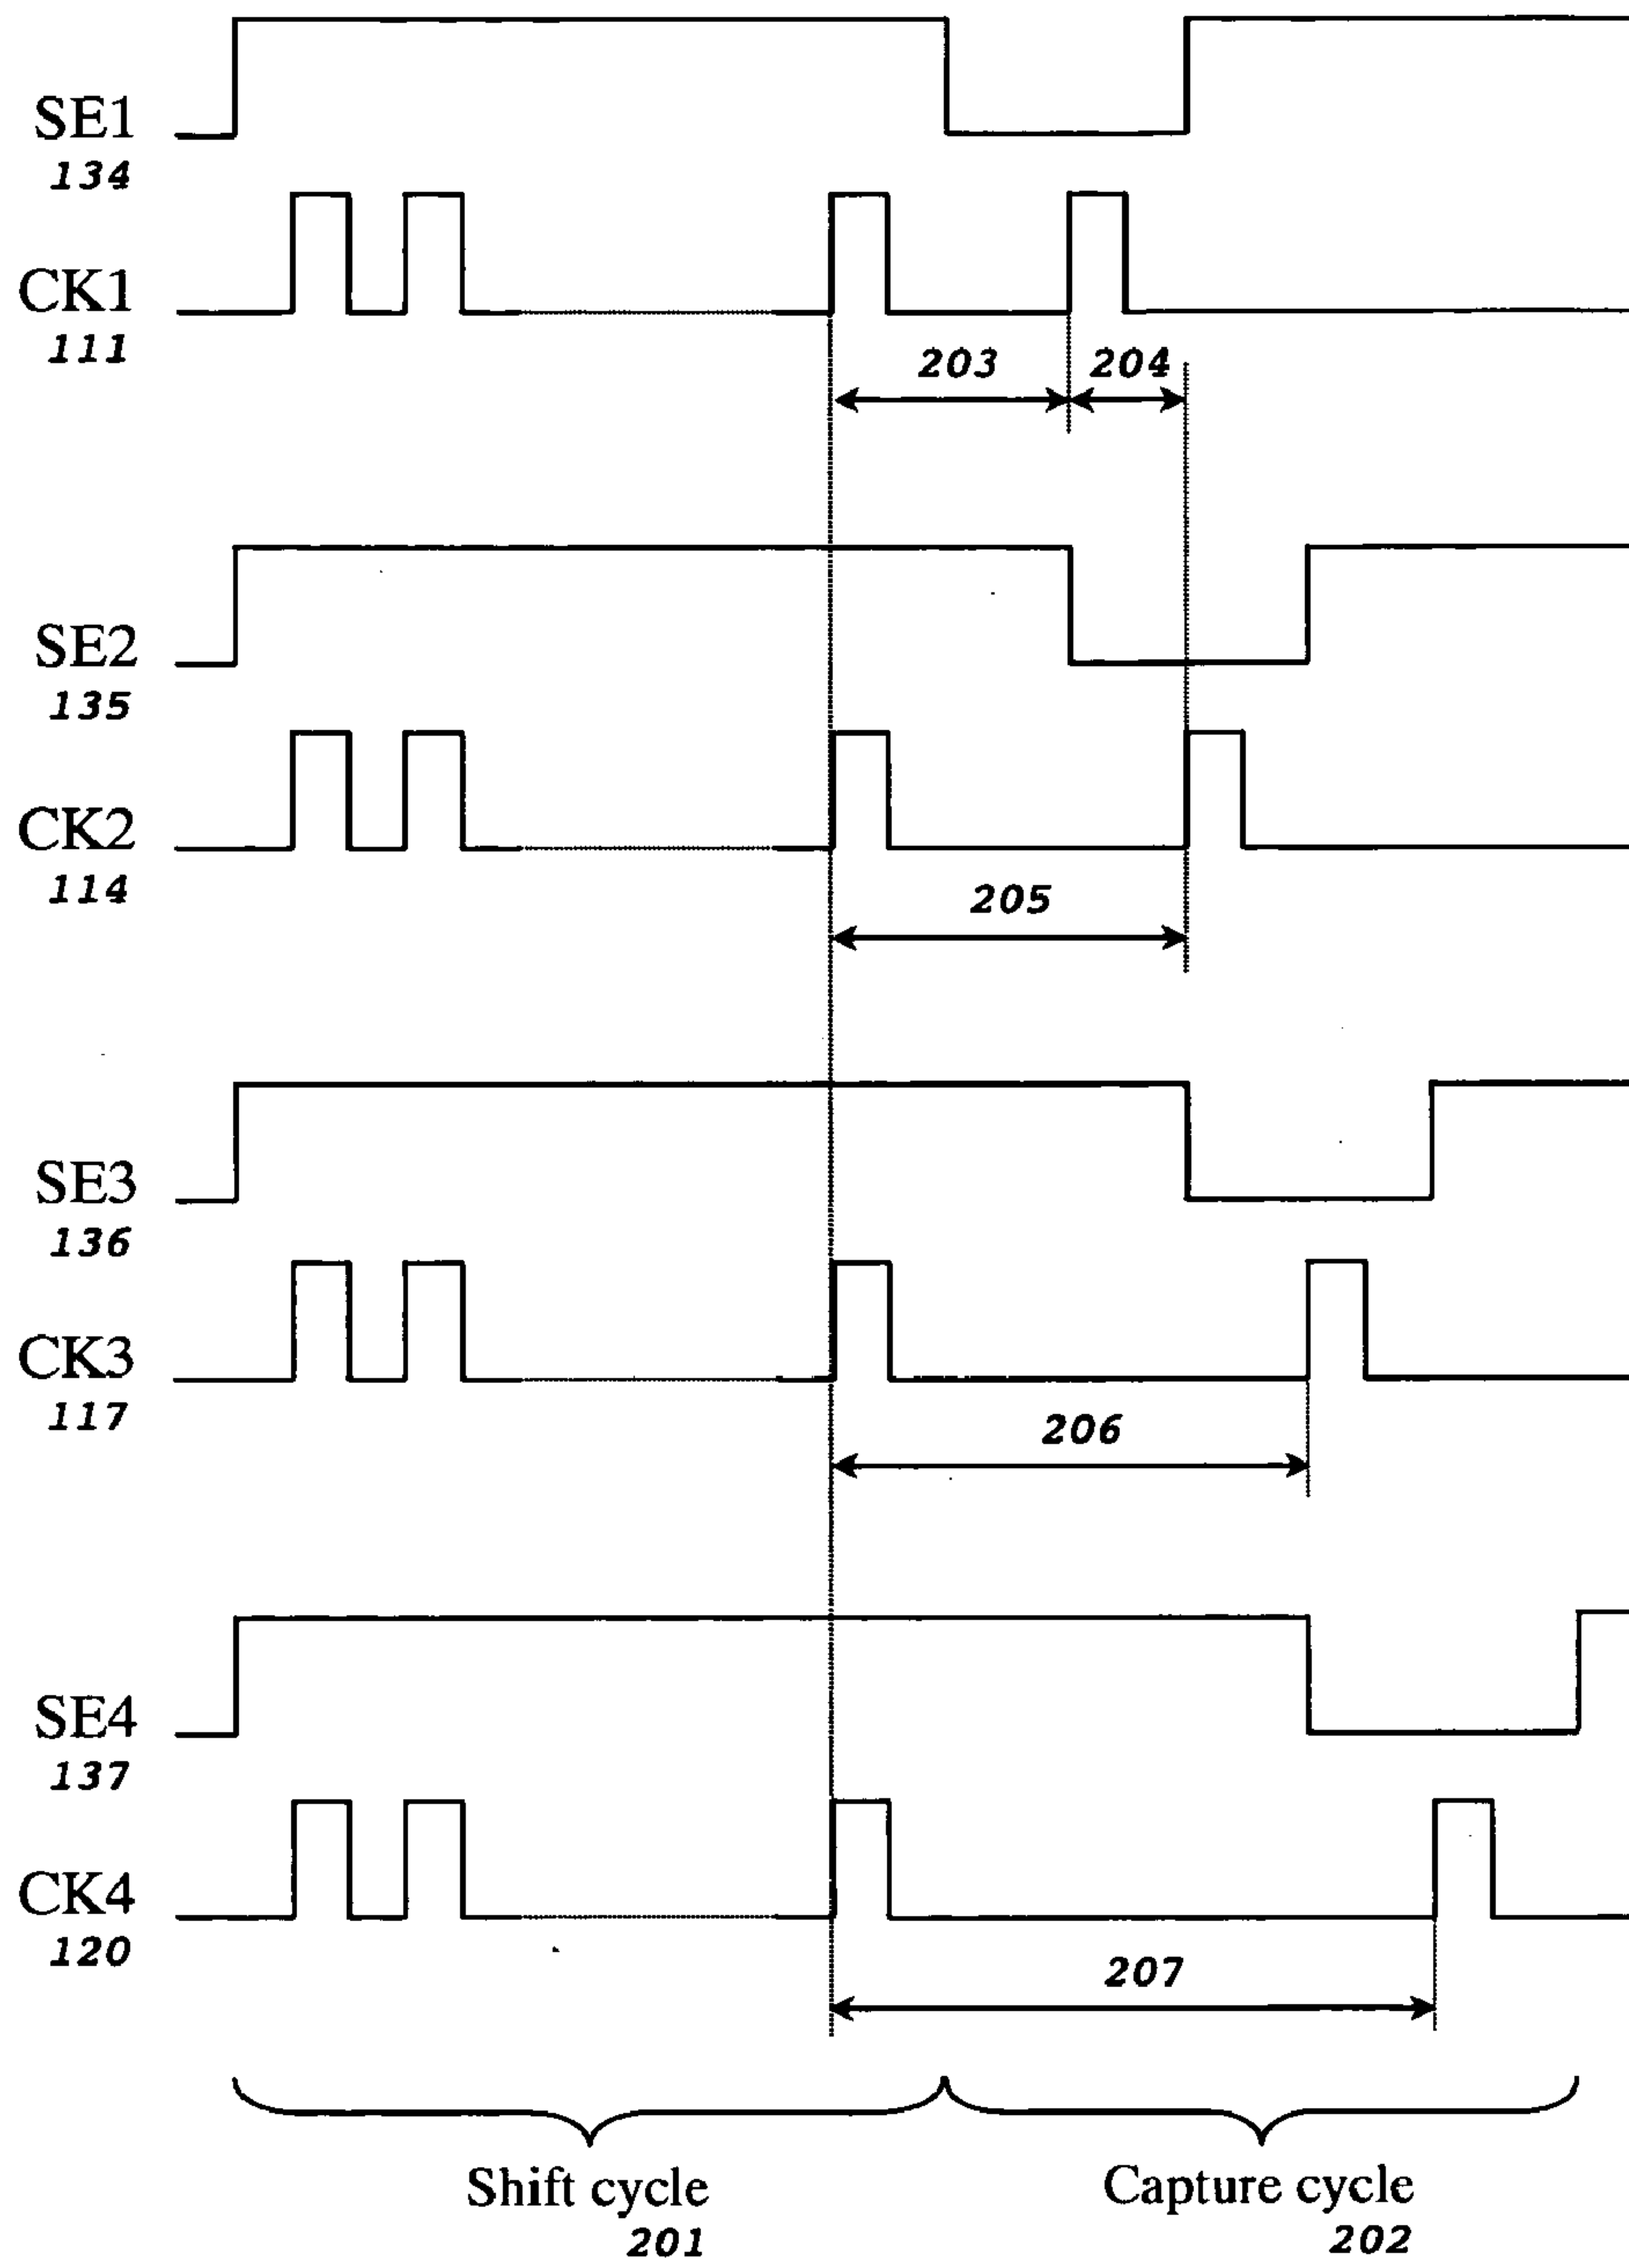 SE1
134
CK1
111
203
204
SE2
135
CK2
114
205
SE3
136
CK3
117
206
SE4
137
CK4
120
207
Shift cycle
201
Capture cycle
202